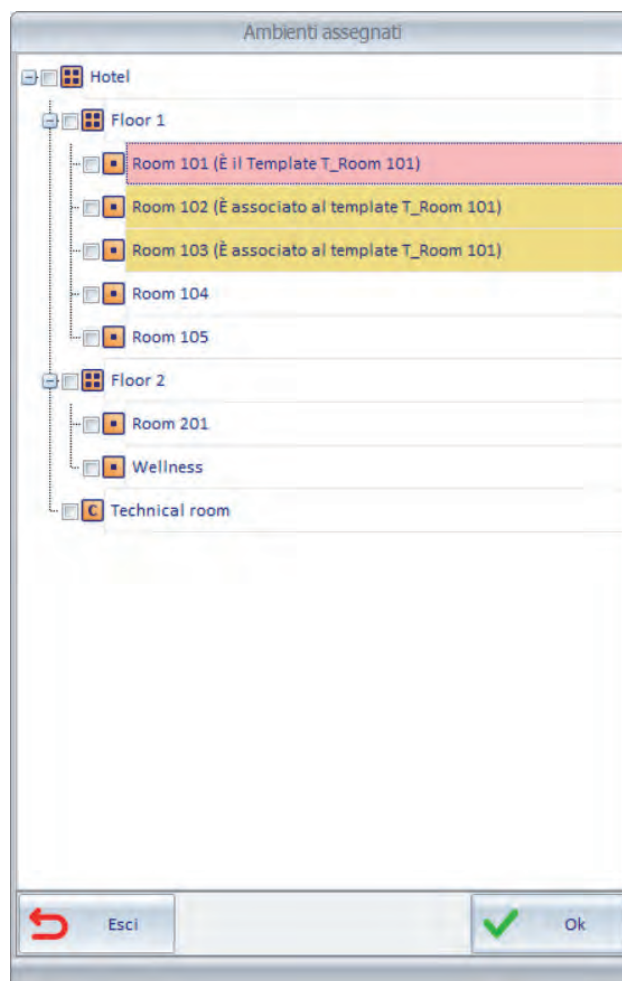 Ambienti assegnati
Hotel
Floor 1
Room 101 (È il Template T_Room 101)
Room 102 (È associato al template T_Room 101)
Room 103 (È associato al template T_Room 101)
Room 104
Room 105
Floor 2
Room 201
Wellness
C Technical room
Esci Ok